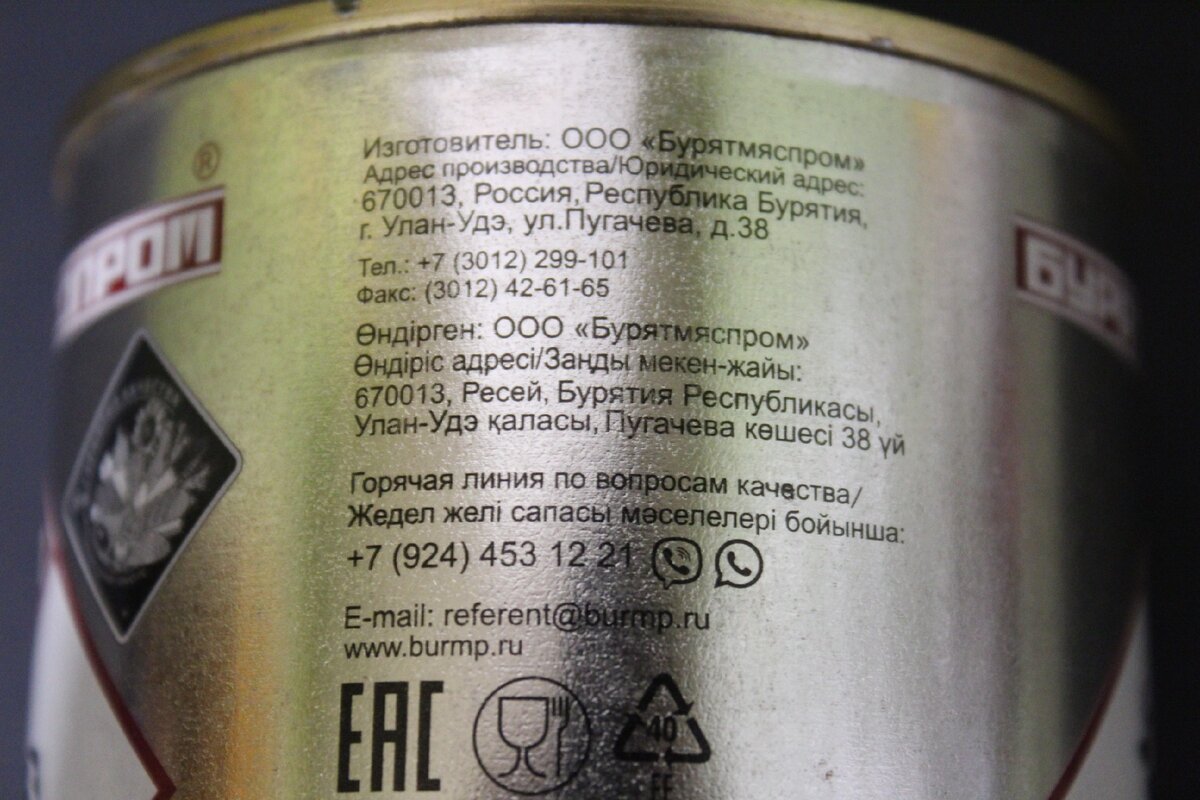 ®
ПРОМ
БУР
Изготовитель: ООО «Бурятмяспром»
Адрес производства/Юридический адрес:
670013, Россия, Республика Бурятия,
г. Улан-Удэ, ул.Пугачева, д.38
Тел.: +7 (3012) 299-101
Факс: (3012) 42-61-65
Өндірген: ООО «Бурятмяспром»
Өндіріс адресі/Заңды мекен-жайы:
670013, Ресей, Бурятия Республикасы,
Улан-Удэ қаласы, Пугачева көшесі 38 үй
Горячая линия по вопросам качества/
Жедел желі сапасы мәселелері бойынша:
+7 (924) 453 12 21
E-mail: referent@burmp.ru
www.burmp.ru
EAC
40
FE